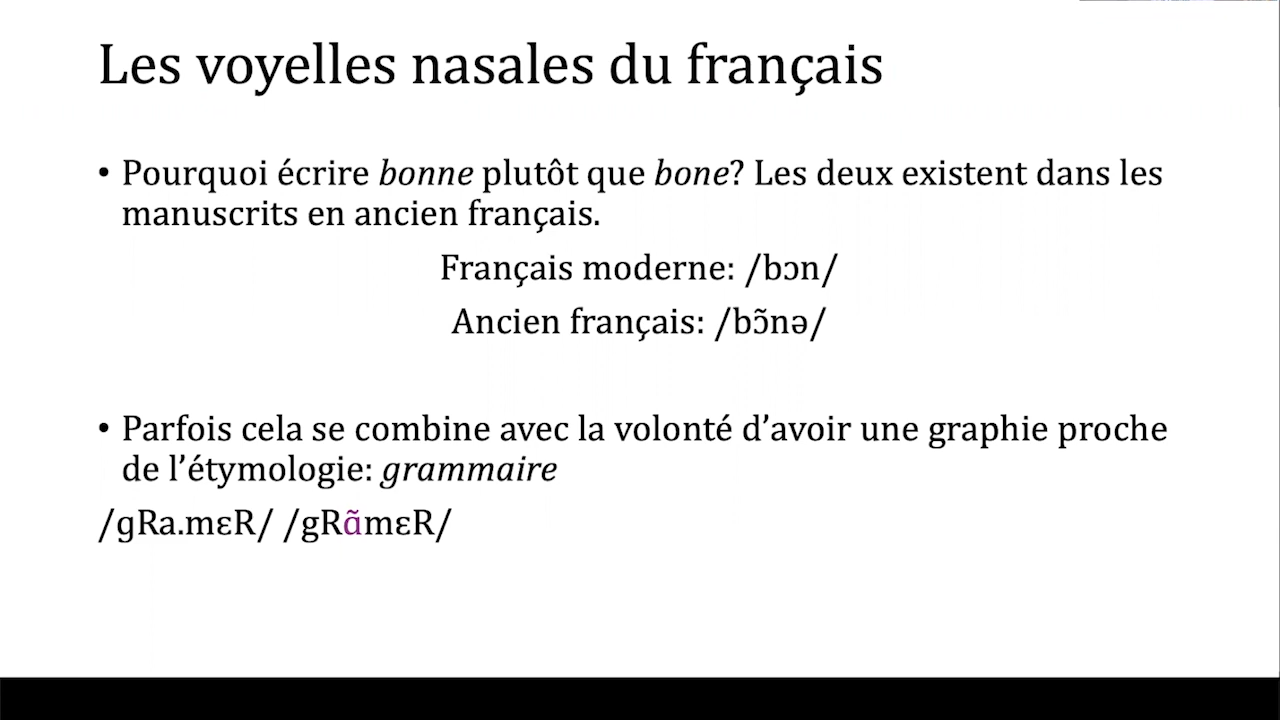 Les voyelles nasales du français
• Pourquoi écrire bonne plutôt que bone? Les deux existent dans les
manuscrits en ancien français.
Français moderne: /bɔn/
Ancien français: /bɔ̃nə/
• Parfois cela se combine avec la volonté d’avoir une graphie proche
de l’étymologie: grammaire
/gRa.mɛR/ /gRɑ̃mɛR/